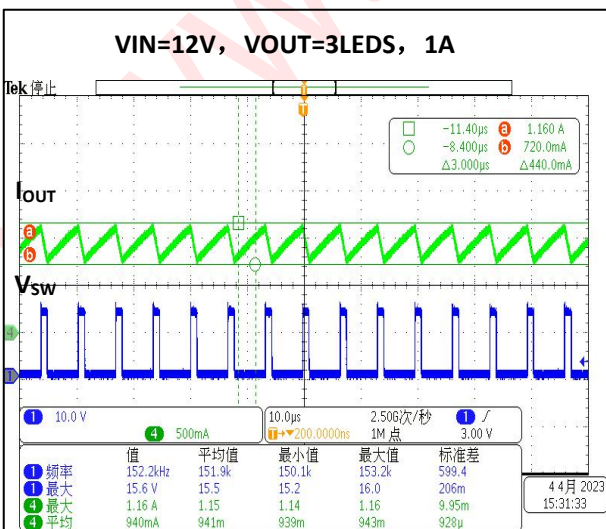 VIN=12V，VOUT=3LEDS，1A
Tek 停止
T
T
□ -11.40µs a 1.160 A
○ -8.400µs b 720.0mA
Δ3.000µs Δ440.0mA
IOUT
a
b
VSW
4
1
1 10.0 V
4 500mA
10.0µs 2.50G次/秒 1 ∫
T→▼200.0000ns 1M 点 3.00 V
值 平均值 最小值 最大值 标准差
1 频率 152.2kHz 151.9k 150.1k 153.2k 599.4
1 最大 15.6 V 15.5 15.2 16.0 206m
4 最大 1.16 A 1.15 1.14 1.16 9.95m
4 平均 940mA 941m 939m 943m 928µ
4 4月 2023
15:31:33